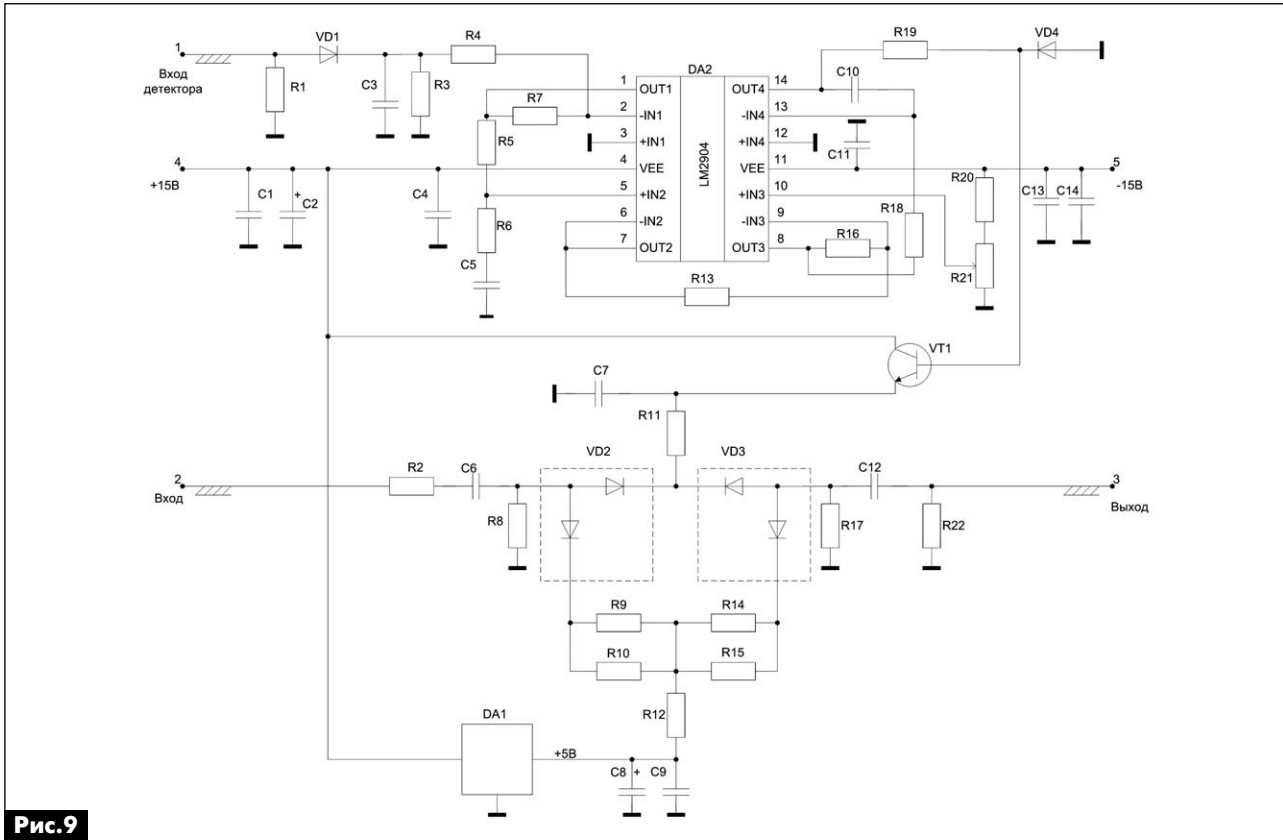 R19
VD4
VD1
R4
1
Вход
детектора
R1
C3
R3
DA2
C10
1
OUT1
OUT4
14
R7
2
-IN1
-IN4
13
R5
3
+IN1
+IN4
12
C11
4
+15В
4
VEE
VEE
11
5
-15В
LM2904
C1
+
C2
C4
5
+IN2
+IN3
10
R20
C13
C14
R6
6
-IN2
-IN3
9
R18
7
OUT2
OUT3
8
R16
C5
R13
R21
VT1
C7
R11
VD2
VD3
2
Вход
R2
C6
C12
3
Выход
R8
R17
R22
R9
R14
R10
R15
R12
DA1
+5В
C8
+
C9
Рис.9